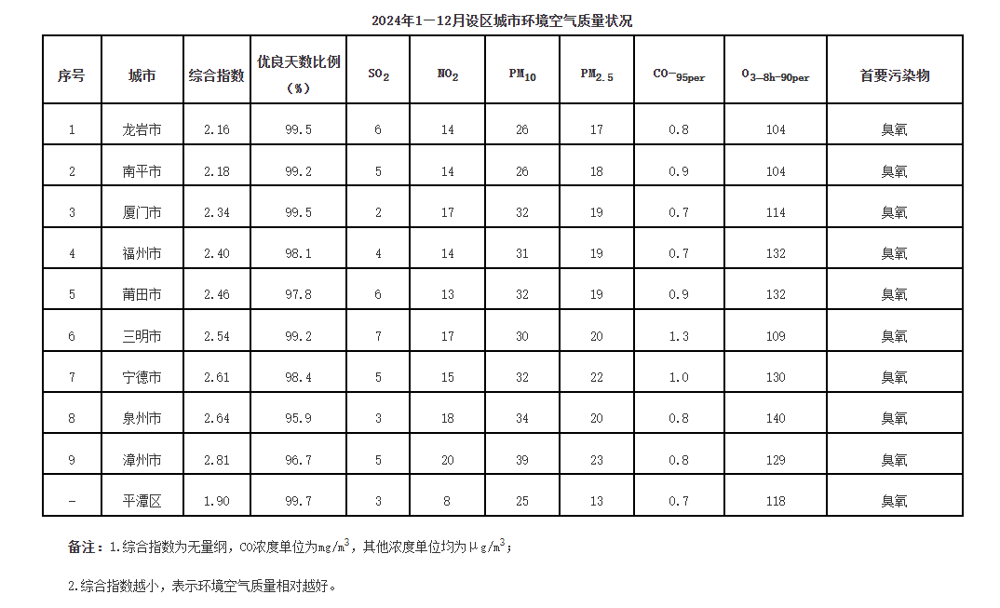 2024年1—12月设区城市环境空气质量状况
序号 城市 综合指数 优良天数比例（%） SO2 NO2 PM10 PM2.5 CO—95per O3—8h-90per 首要污染物
1 龙岩市 2.16 99.5 6 14 26 17 0.8 104 臭氧
2 南平市 2.18 99.2 5 14 26 18 0.9 104 臭氧
3 厦门市 2.34 99.5 2 17 32 19 0.7 114 臭氧
4 福州市 2.40 98.1 4 14 31 19 0.7 132 臭氧
5 莆田市 2.46 97.8 6 13 32 19 0.9 132 臭氧
6 三明市 2.54 99.2 7 17 30 20 1.3 109 臭氧
7 宁德市 2.61 98.4 5 15 32 22 1.0 130 臭氧
8 泉州市 2.64 95.9 3 18 34 20 0.8 140 臭氧
9 漳州市 2.81 96.7 5 20 39 23 0.8 129 臭氧
— 平潭区 1.90 99.7 3 8 25 13 0.7 118 臭氧
备注：1.综合指数为无量纲，CO浓度单位为mg/m3，其他浓度单位均为μg/m3；
2.综合指数越小，表示环境空气质量相对越好。